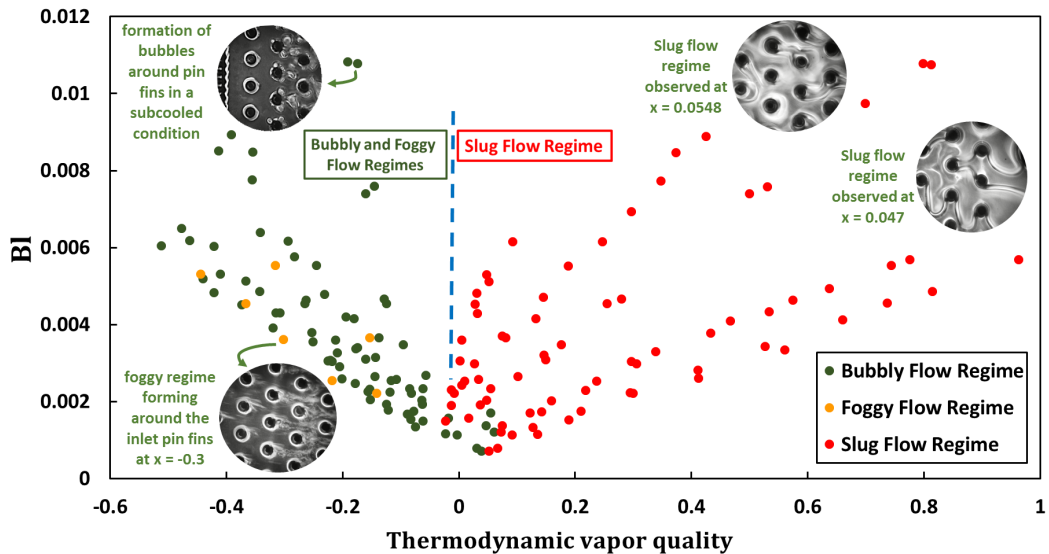 0.012
0.01
0.008
0.006
0.004
0.002
0
Bl
-0.6
-0.4
-0.2
0
0.2
0.4
0.6
0.8
1
Thermodynamic vapor quality
formation of
bubbles
around pin
fins in a
subcooled
condition
Bubbly and Foggy
Flow Regimes
Slug Flow Regime
Slug flow
regime
observed at
x = 0.0548
Slug flow
regime
observed at
x = 0.047
foggy regime
forming
around the
inlet pin fins
at x = -0.3
Bubbly Flow Regime
Foggy Flow Regime
Slug Flow Regime